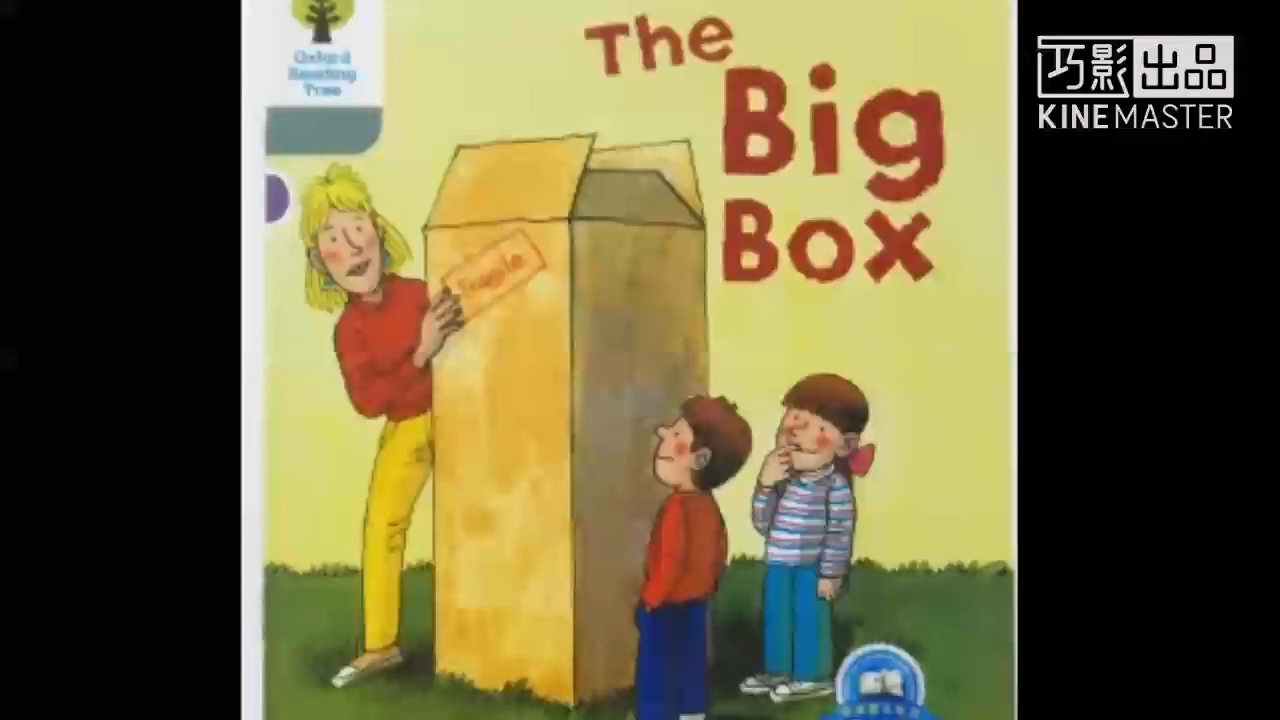 Oxford
Reading
Tree
The
Big
Box
Fragile
巧影出品
KINEMASTER